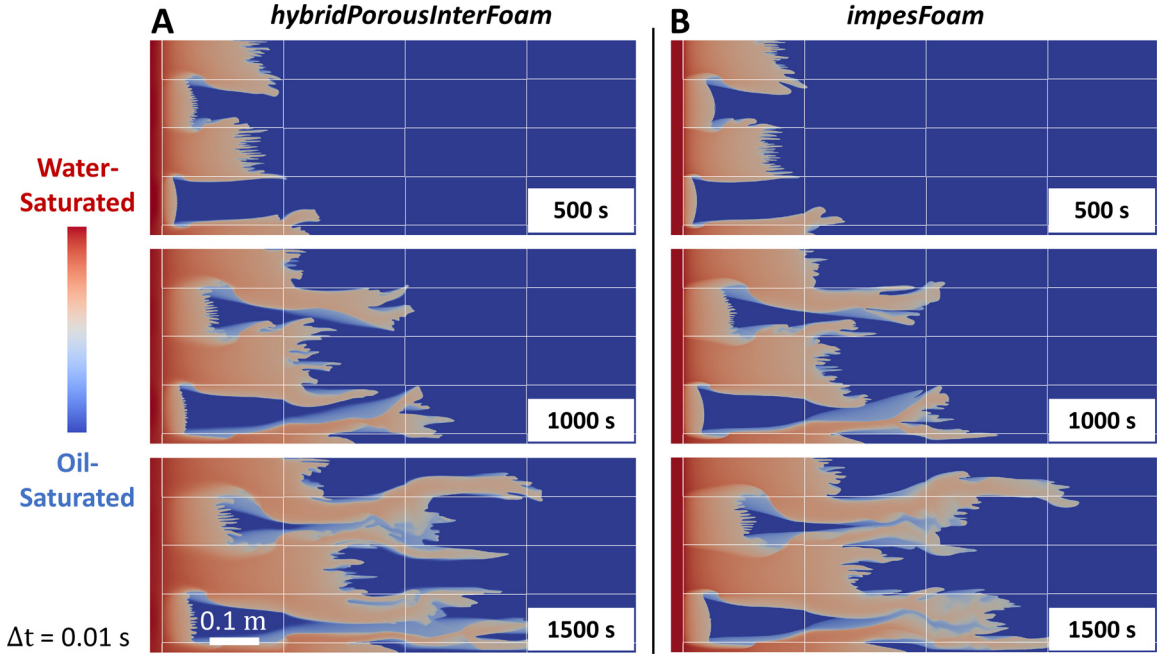 A
hybridPorousInterFoam
B
impesFoam
Water-
Saturated
Oil-
Saturated
500 s
500 s
1000 s
1000 s
0.1 m
1500 s
1500 s
Δt = 0.01 s